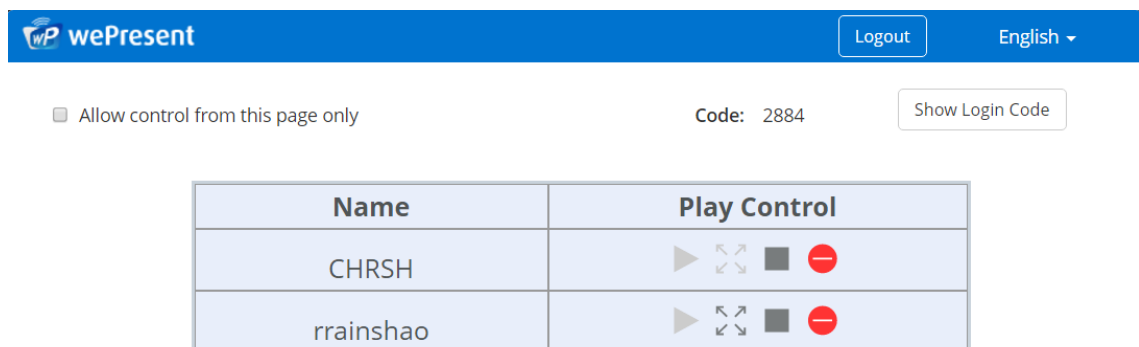 wP wePresent Logout English
Allow control from this page only Code: 2884 Show Login Code
Name Play Control
CHRSH
rrainshao